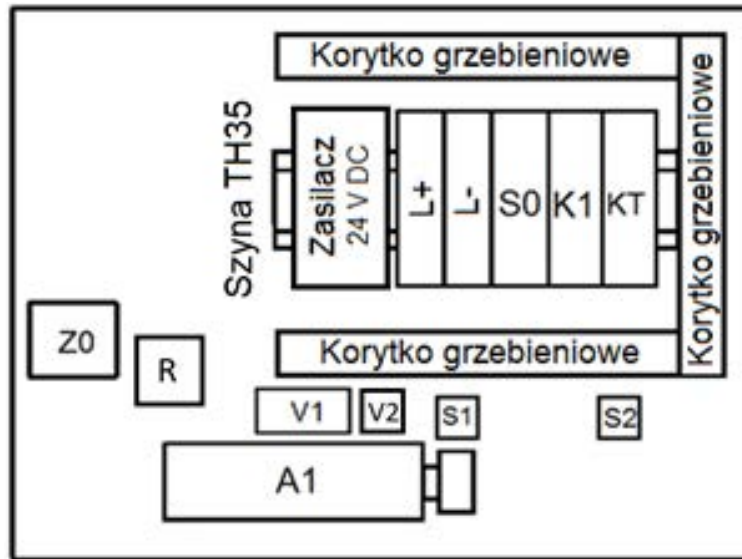 Korytko grzebieniowe
Korytko grzebieniowe
Szyna TH35
Zasilacz
24 V DC
L+
L-
S0
K1
KT
Korytko grzebieniowe
Z0
R
V1
V2
S1
S2
A1